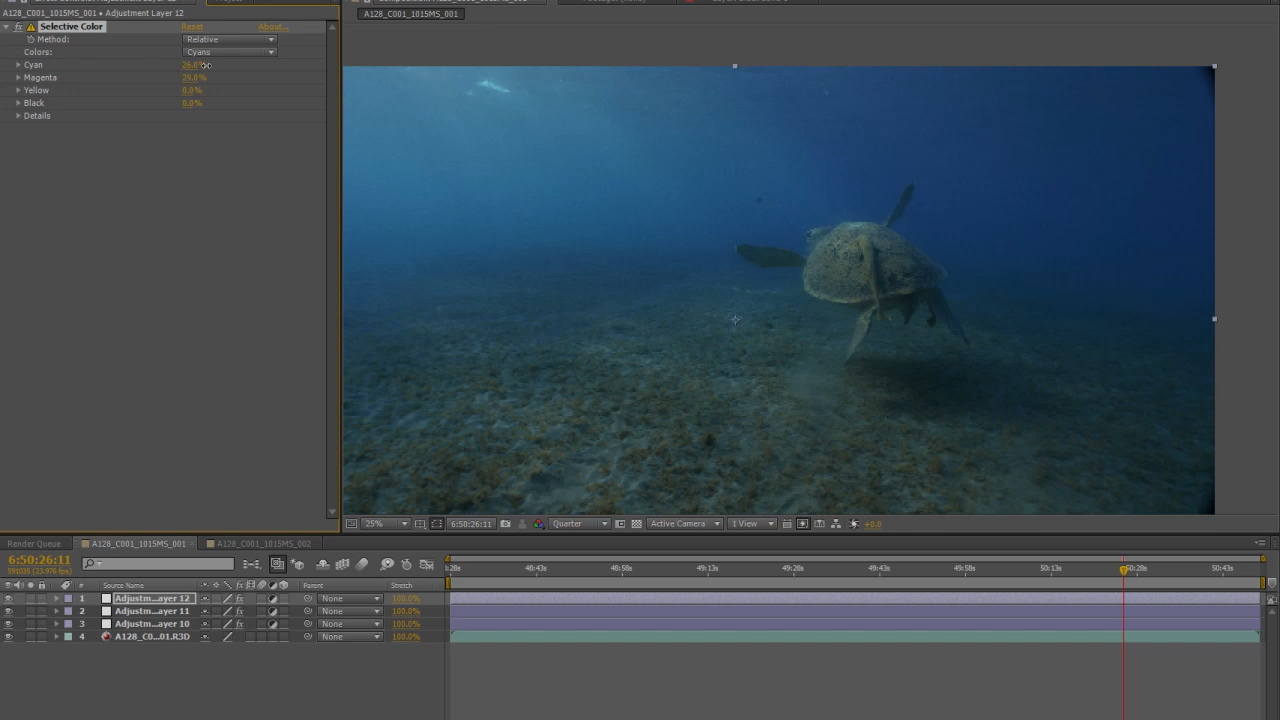 A128_C001_1015MS_001 • Adjustment Layer 12
A128_C001_1015MS_001
fx Selective Color Reset About...
Method: Relative
Colors: Cyans
Cyan 26.0%
Magenta 29.0%
Yellow 0.0%
Black 0.0%
Details
25% 6:50:26:11 Quarter Active Camera 1 View +0.0
Render Queue A128_C001_1015MS_001 A128_C001_1015MS_002
6:50:26:11
591035 (23.976 fps)
:28s 48:43s 48:58s 49:13s 49:28s 49:43s 49:58s 50:13s 50:28s 50:43s
# Source Name fx Parent Stretch
1 Adjustm...ayer 12 fx None 100.0%
2 Adjustm...ayer 11 fx None 100.0%
3 Adjustm...ayer 10 fx None 100.0%
4 A128_C0...01.R3D None 100.0%